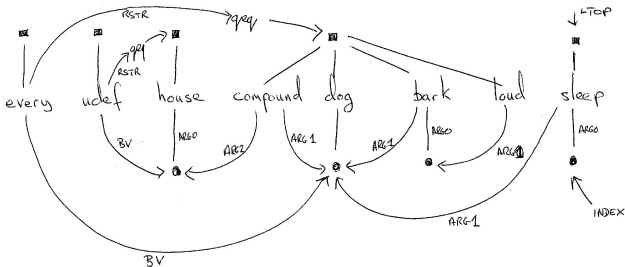 RSTR qeq ←LTOP
qeq
RSTR
every udef house compound dog bark loud sleep
BV ARG0 ARG2 ARG1 ARG1 ARG0 ARG1 ARG0
ARG1 INDEX
BV